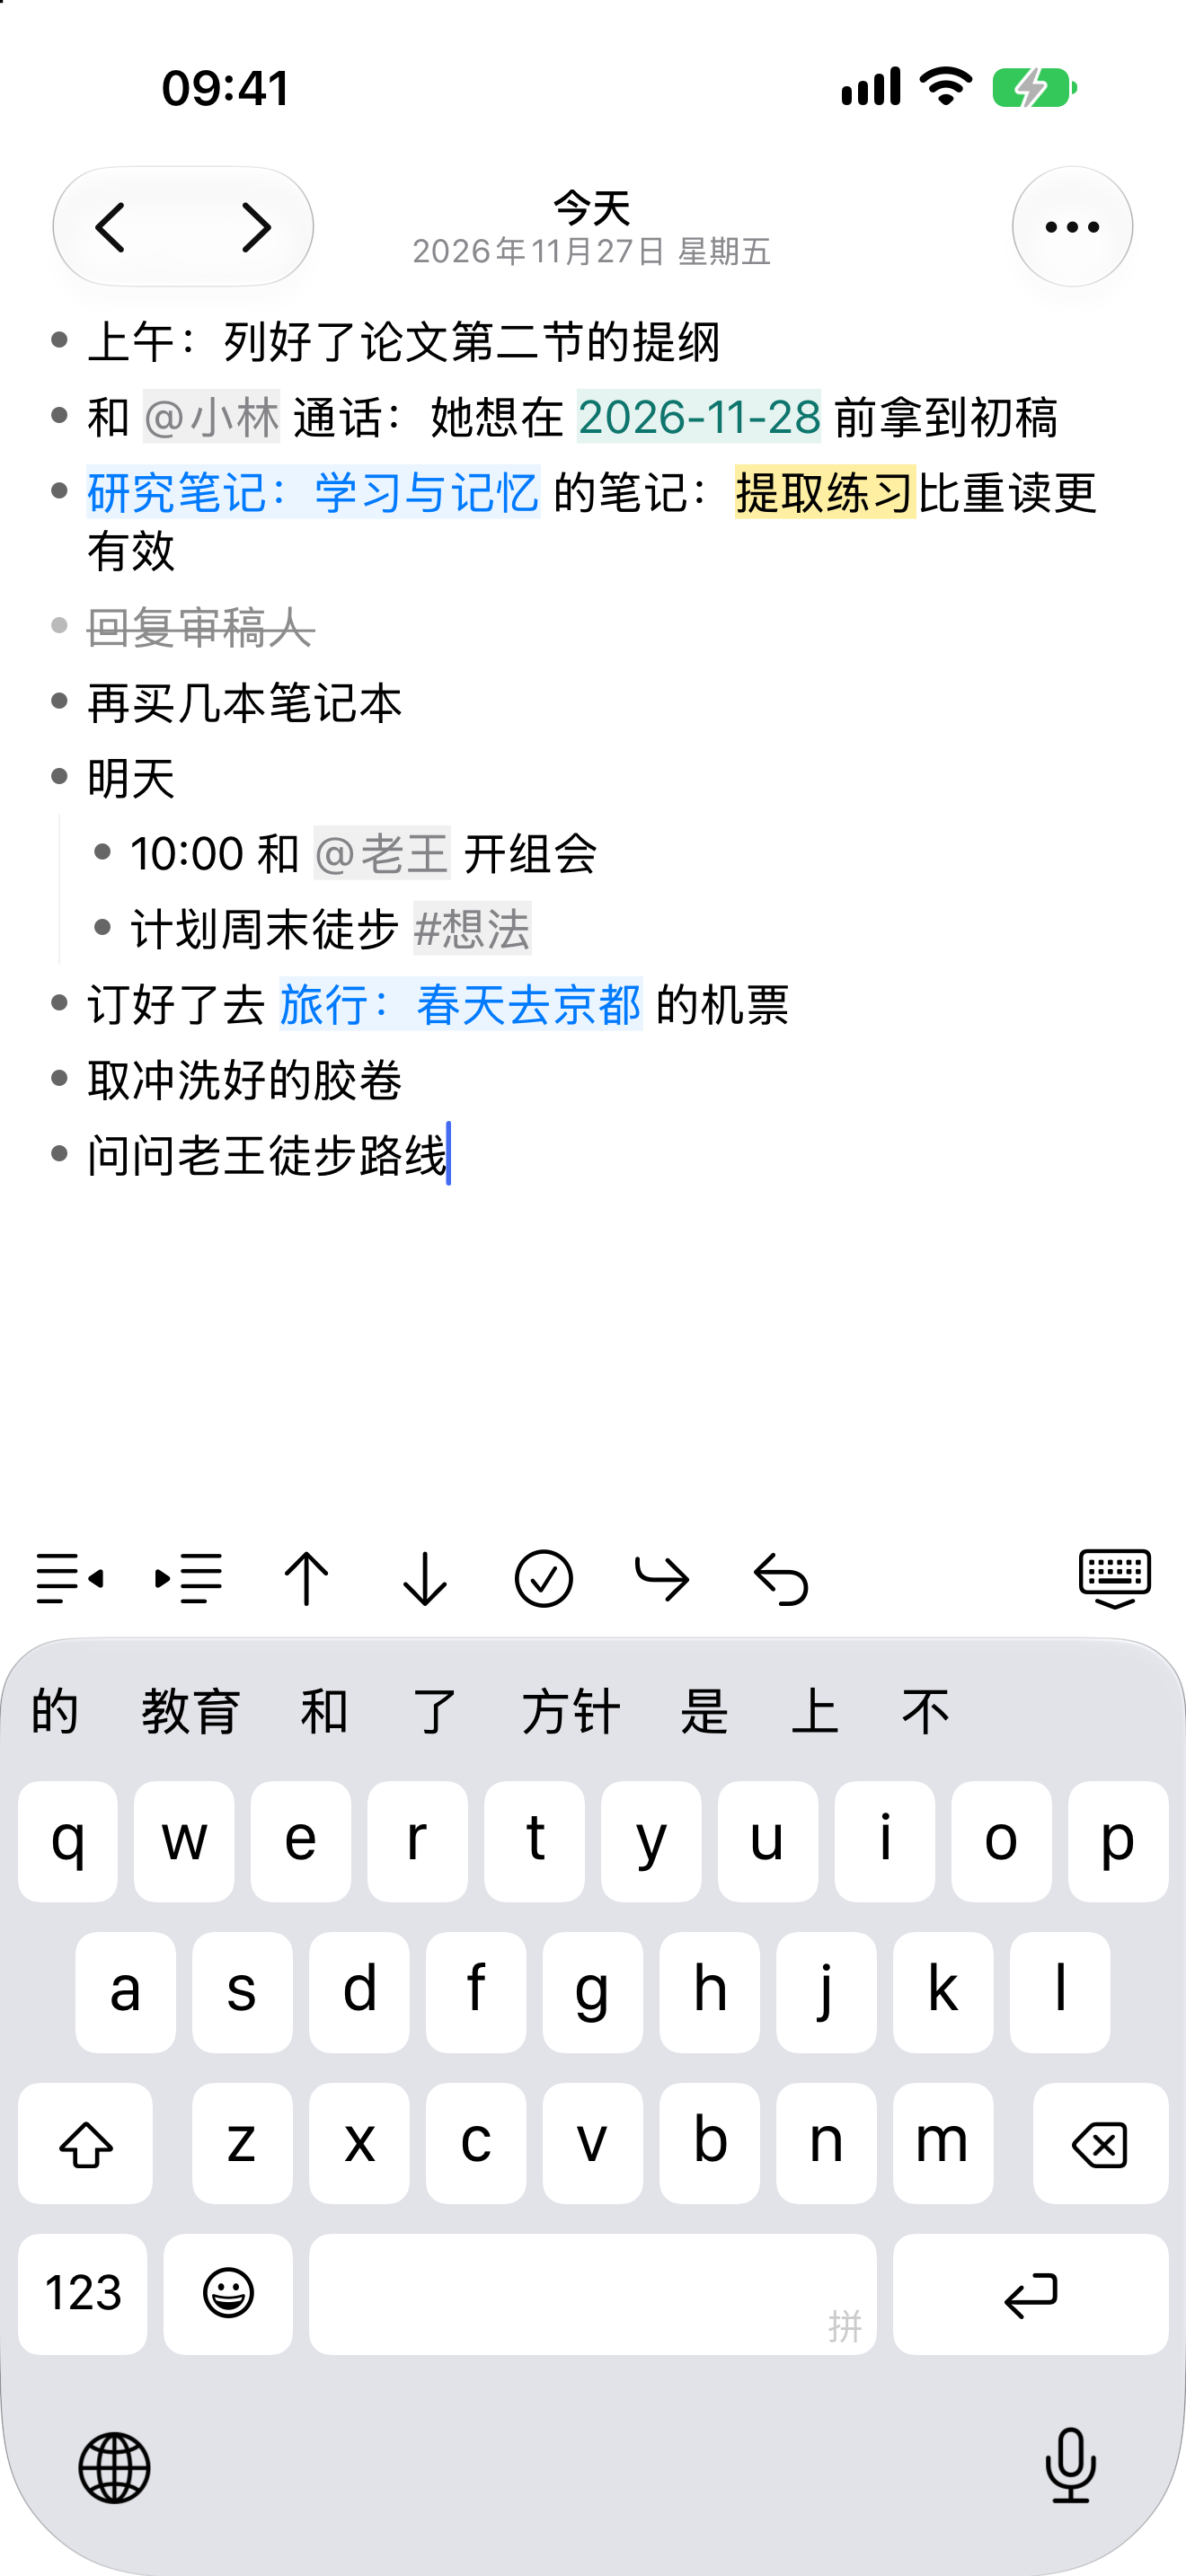 09:41
今天
2026年11月27日 星期五
上午：列好了论文第二节的提纲
和 @小林 通话：她想在 2026-11-28 前拿到初稿
研究笔记：学习与记忆 的笔记：提取练习比重读更
有效
回复审稿人
再买几本笔记本
明天
10:00 和 @老王 开组会
计划周末徒步 #想法
订好了去 旅行：春天去京都 的机票
取冲洗好的胶卷
问问老王徒步路线
的 教育 和 了 方针 是 上 不
q w e r t y u i o p
a s d f g h j k l
z x c v b n m
123 拼